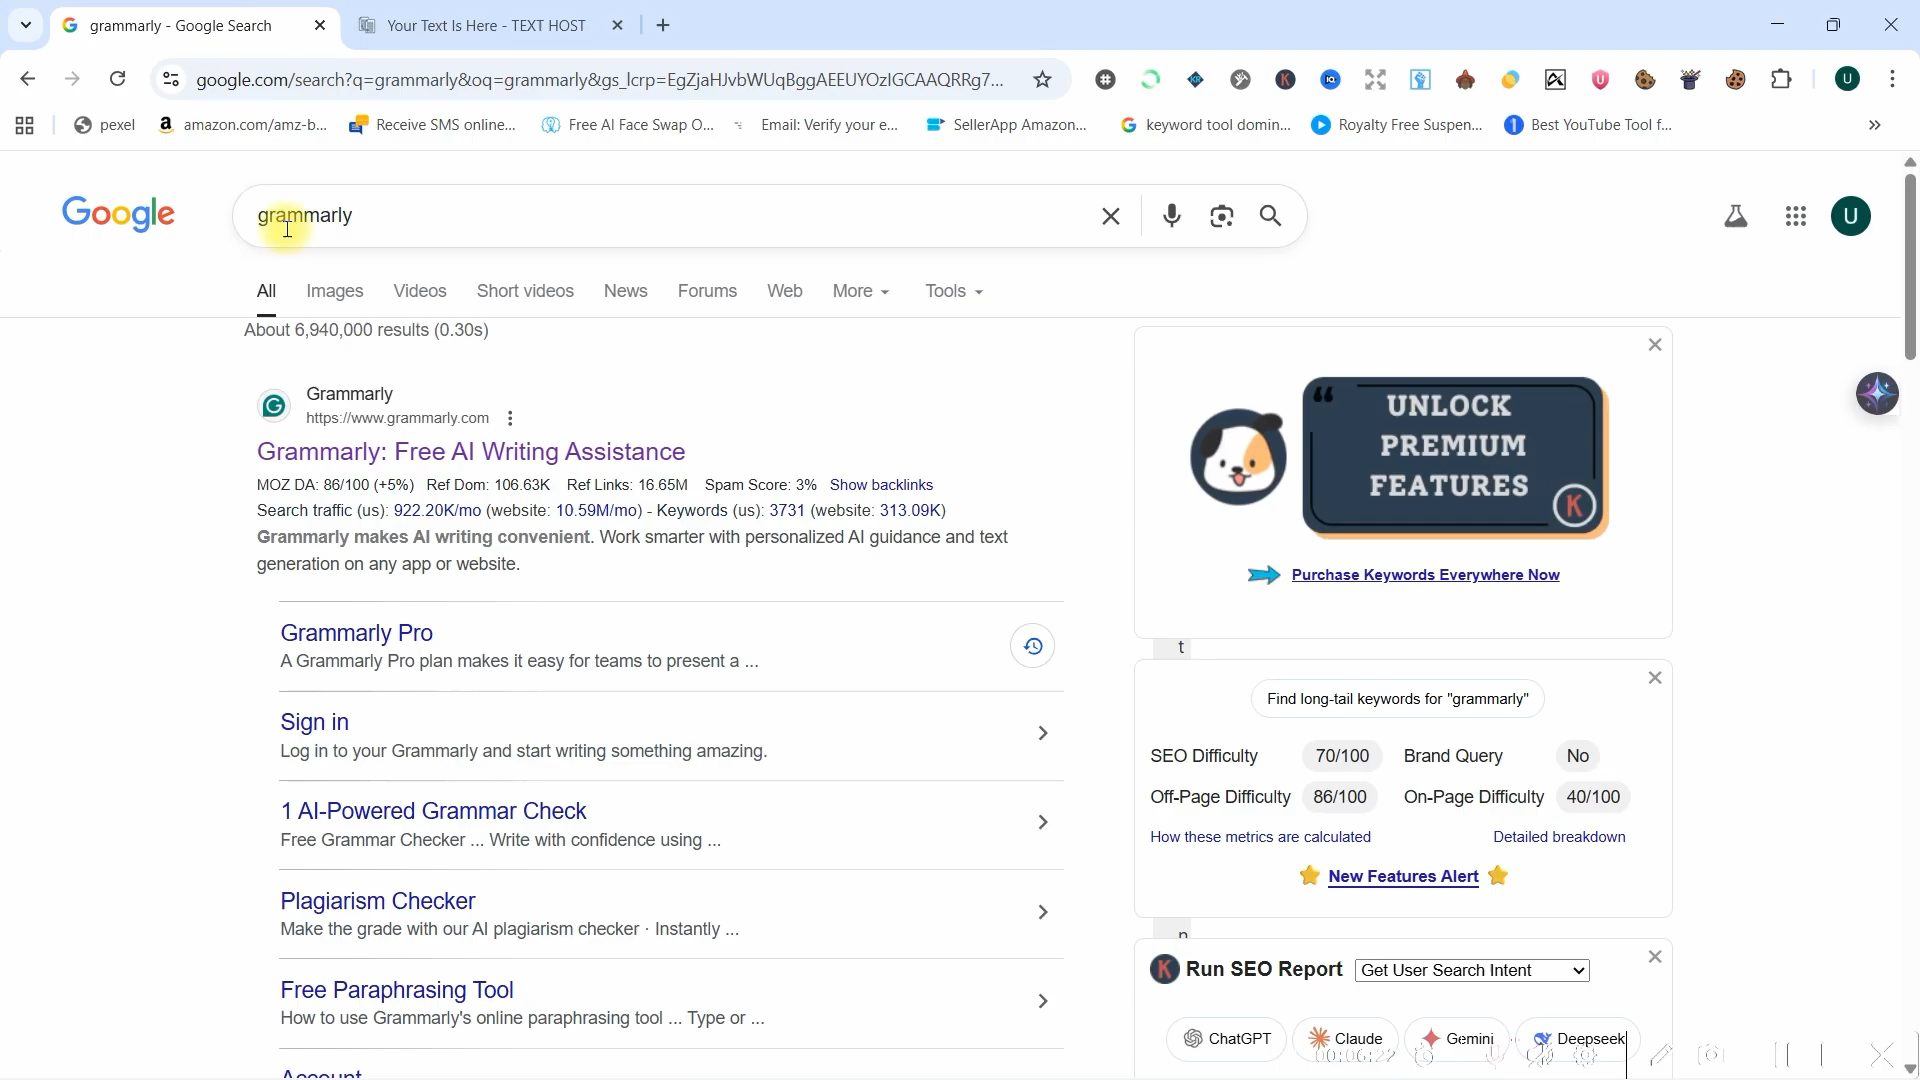 grammarly - Google Search
Your Text Is Here - TEXT HOST
google.com/search?q=grammarly&oq=grammarly&gs_lcrp=EgZjaHJvbWUqBggAEEUYOzIGCAAQRRg7...
U
pexel
amazon.com/amz-b...
Receive SMS online...
Free AI Face Swap O...
Email: Verify your e...
SellerApp Amazon...
keyword tool domin...
Royalty Free Suspen...
Best YouTube Tool f...
Google
grammarly
U
All
Images
Videos
Short videos
News
Forums
Web
More
Tools
About 6,940,000 results (0.30s)
Grammarly
https://www.grammarly.com
Grammarly: Free AI Writing Assistance
MOZ DA: 86/100 (+5%) Ref Dom: 106.63K Ref Links: 16.65M Spam Score: 3% Show backlinks
Search traffic (us): 922.20K/mo (website: 10.59M/mo) - Keywords (us): 3731 (website: 313.09K)
Grammarly makes AI writing convenient. Work smarter with personalized AI guidance and text
generation on any app or website.
Grammarly Pro
A Grammarly Pro plan makes it easy for teams to present a ...
Sign in
Log in to your Grammarly and start writing something amazing.
1 AI-Powered Grammar Check
Free Grammar Checker ... Write with confidence using ...
Plagiarism Checker
Make the grade with our AI plagiarism checker · Instantly ...
Free Paraphrasing Tool
How to use Grammarly's online paraphrasing tool ... Type or ...
Account
UNLOCK
PREMIUM
FEATURES
K
Purchase Keywords Everywhere Now
t
Find long-tail keywords for "grammarly"
SEO Difficulty 70/100 Brand Query No
Off-Page Difficulty 86/100 On-Page Difficulty 40/100
How these metrics are calculated
Detailed breakdown
New Features Alert
n
K Run SEO Report Get User Search Intent
ChatGPT
Claude
Gemini
Deepseek
00:06:22